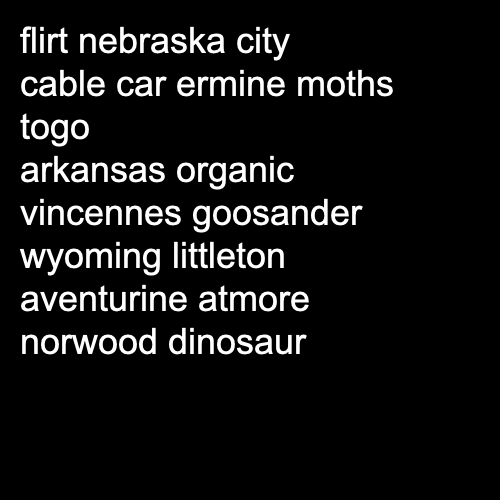 flirt nebraska city
cable car ermine moths
togo
arkansas organic
vincennes goosander
wyoming littleton
aventurine atmore
norwood dinosaur